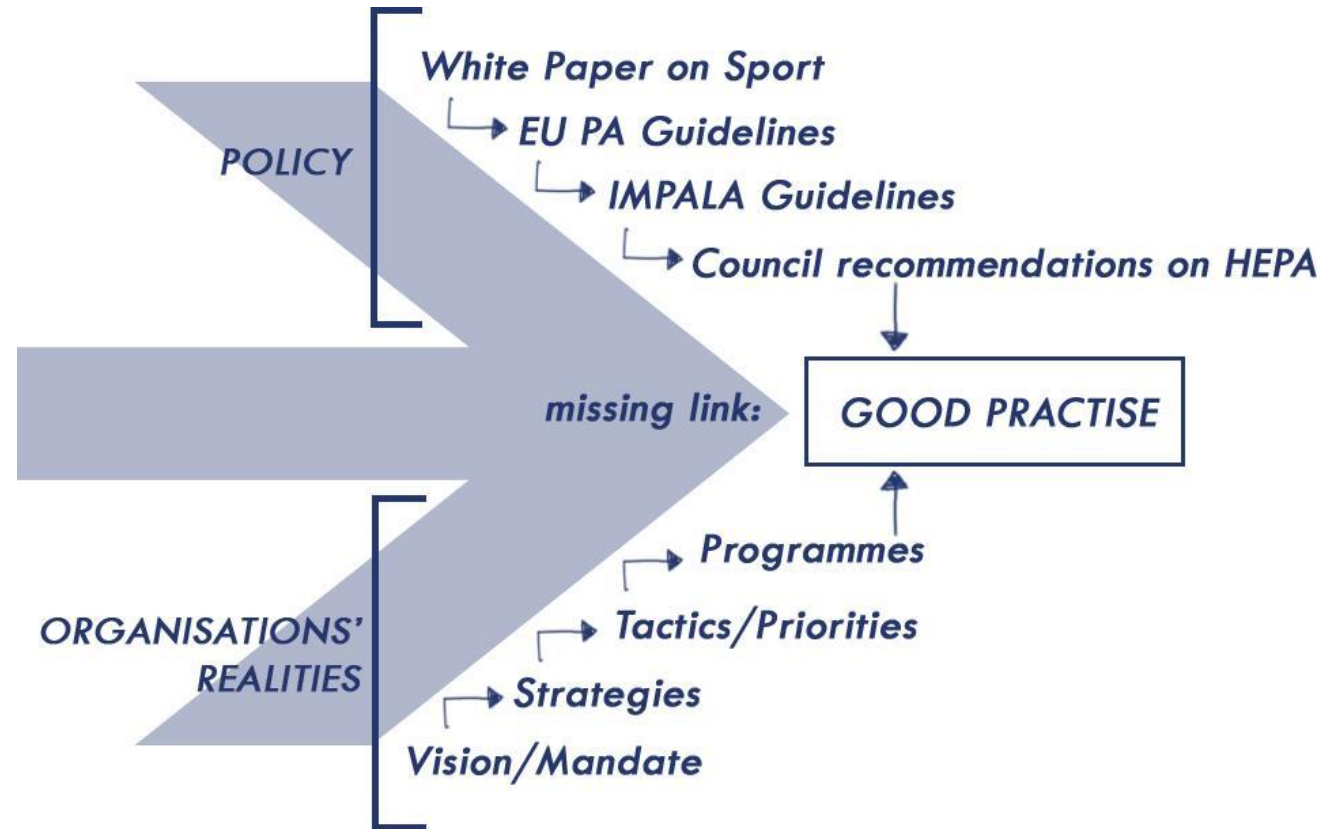 White Paper on Sport
EU PA Guidelines
POLICY
IMPALA Guidelines
Council recommendations on HEPA
missing link:
GOOD PRACTISE
Programmes
Tactics/Priorities
ORGANISATIONS'
REALITIES
Strategies
Vision/Mandate